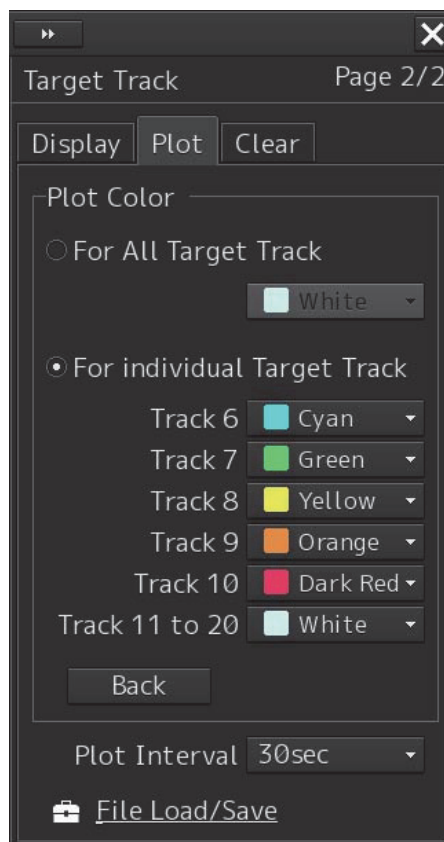 Target Track Page 2/2
Display Plot Clear
Plot Color
For All Target Track
White
For individual Target Track
Track 6 Cyan
Track 7 Green
Track 8 Yellow
Track 9 Orange
Track 10 Dark Red
Track 11 to 20 White
Back
Plot Interval 30sec
File Load/Save